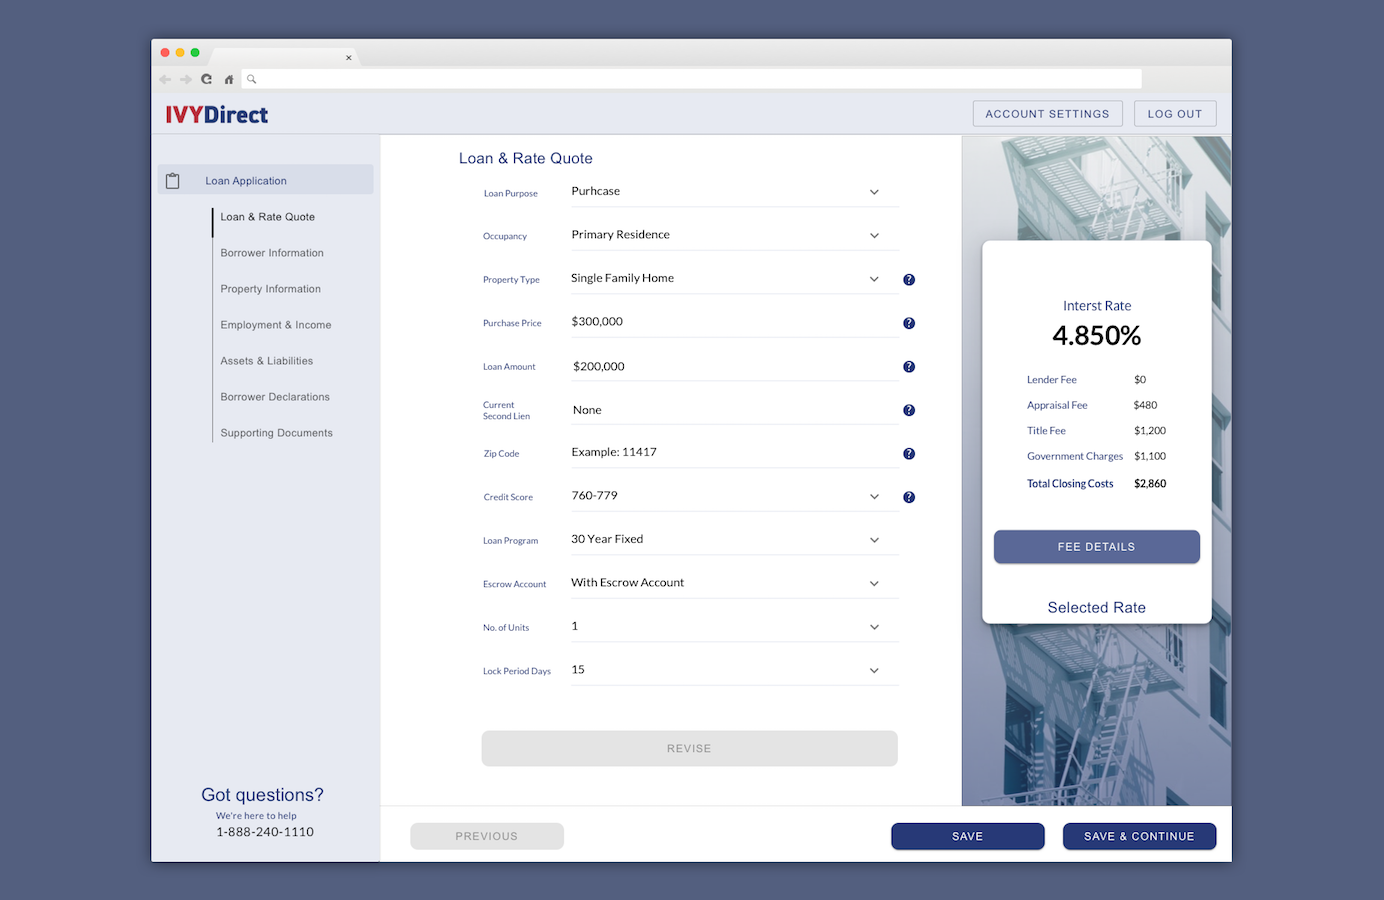 IVYDirect
ACCOUNT SETTINGS
LOG OUT
Loan Application
Loan & Rate Quote
Borrower Information
Property Information
Employment & Income
Assets & Liabilities
Borrower Declarations
Supporting Documents
Got questions?
We're here to help
1-888-240-1110
Loan & Rate Quote
Loan Purpose Purhcase
Occupancy Primary Residence
Property Type Single Family Home ?
Purchase Price $300,000 ?
Loan Amount $200,000 ?
Current
Second Lien None ?
Zip Code Example: 11417 ?
Credit Score 760-779 ?
Loan Program 30 Year Fixed
Escrow Account With Escrow Account
No. of Units 1
Lock Period Days 15
REVISE
PREVIOUS
SAVE
SAVE & CONTINUE
Interst Rate
4.850%
Lender Fee $0
Appraisal Fee $480
Title Fee $1,200
Government Charges $1,100
Total Closing Costs $2,860
FEE DETAILS
Selected Rate